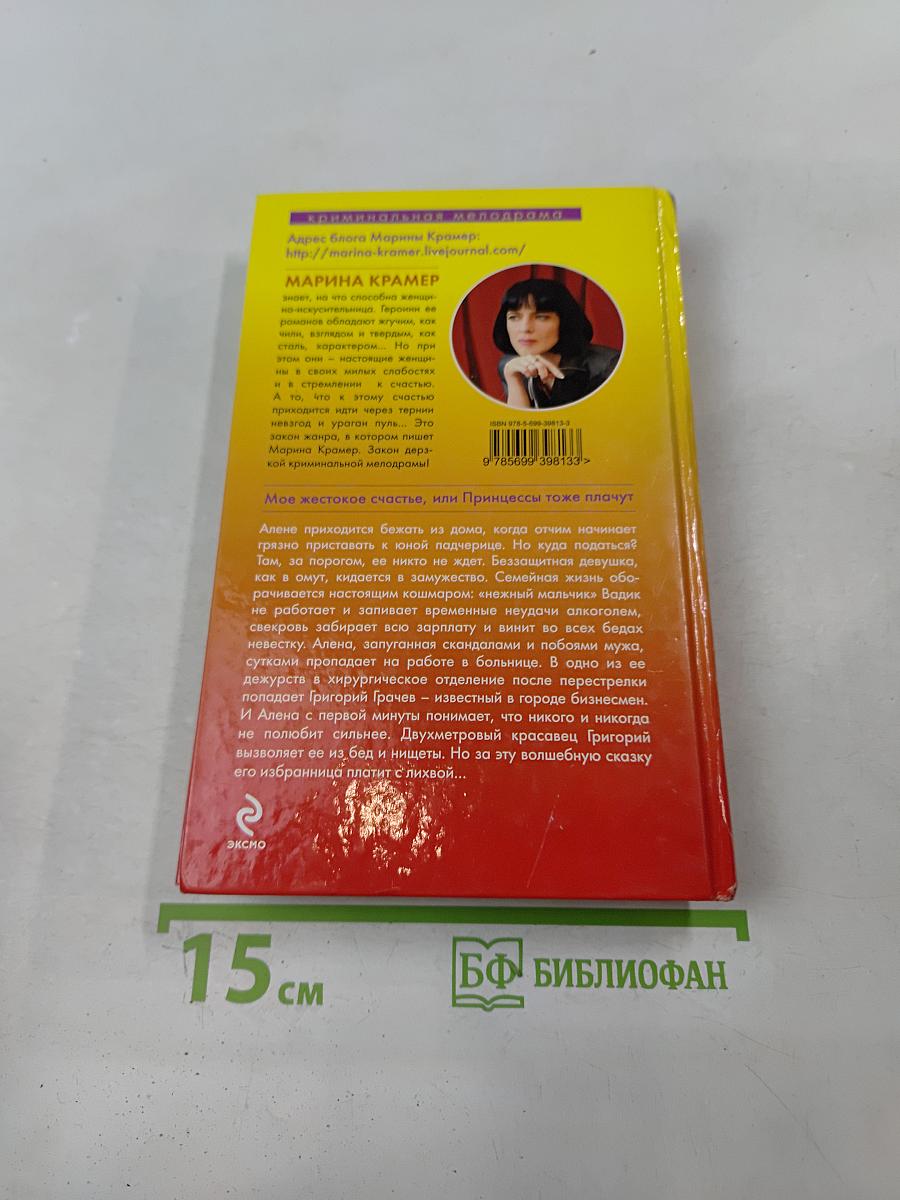 криминальная мелодрама
Адрес блога Марины Крамер:
http://marina-kramer.livejournal.com/
МАРИНА КРАМЕР
знает, на что способна женщи-
на-искусительница. Героини ее
романов обладают жгучим, как
чили, взглядом и твердым, как
сталь, характером... Но при
этом они – настоящие женщи-
ны в своих милых слабостях
и в стремлении к счастью.
А то, что к этому счастью
приходится идти через тернии
невзгод и ураган пуль... Это
закон жанра, в котором пишет
Марина Крамер. Закон дерз-
кой криминальной мелодрамы!
ISBN 978-5-699-39813-3
9 785699 398133 >
Мое жестокое счастье, или Принцессы тоже плачут
Алене приходится бежать из дома, когда отчим начинает
грязно приставать к юной падчерице. Но куда податься?
Там, за порогом, ее никто не ждет. Беззащитная девушка,
как в омут, кидается в замужество. Семейная жизнь обо-
рачивается настоящим кошмаром: «нежный мальчик» Вадик
не работает и запивает временные неудачи алкоголем,
свекровь забирает всю зарплату и винит во всех бедах
невестку. Алена, запуганная скандалами и побоями мужа,
сутками пропадает на работе в больнице. В одно из ее
дежурств в хирургическое отделение после перестрелки
попадает Григорий Грачев – известный в городе бизнесмен.
И Алена с первой минуты понимает, что никого и никогда
не полюбит сильнее. Двухметровый красавец Григорий
вызволяет ее из бед и нищеты. Но за эту волшебную сказку
его избранница платит с лихвой...
ЭКСМО
15 см
БФ БИБЛИОФАН